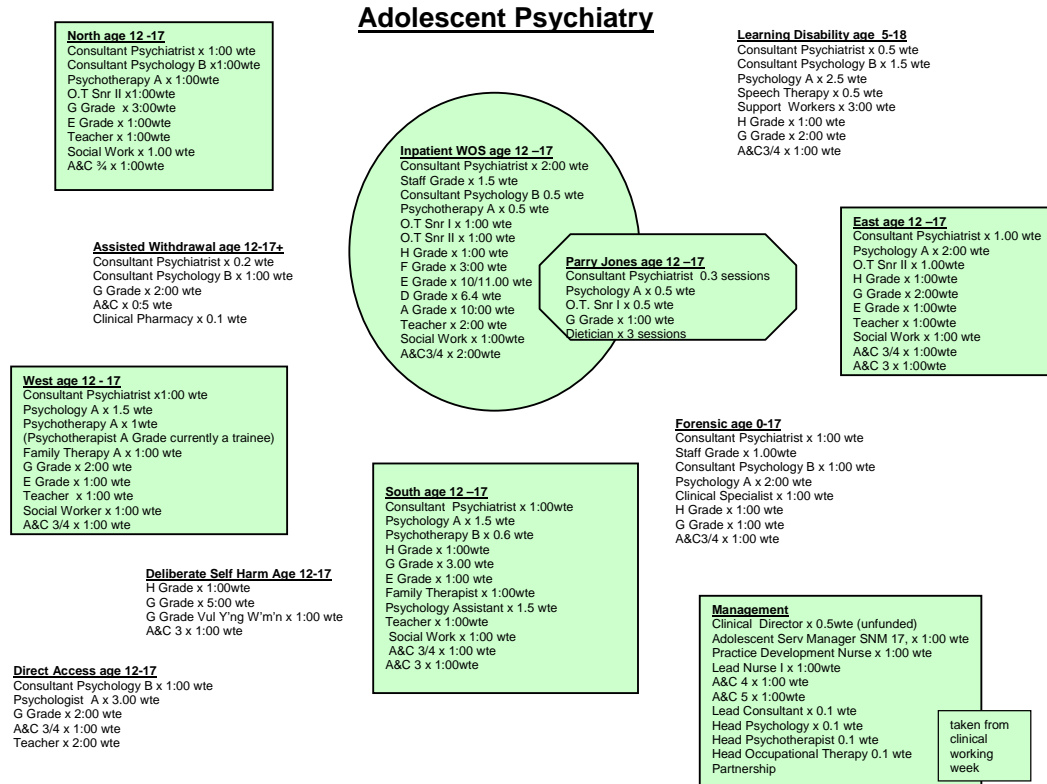 Adolescent Psychiatry
North age 12 -17
Consultant Psychiatrist x 1:00 wte
Consultant Psychology B x1:00wte
Psychotherapy A x 1:00wte
O.T Snr II x1:00wte
G Grade  x 3:00wte
E Grade x 1:00wte
Teacher x 1:00wte
Social Work x 1.00 wte
A&C ¾ x 1:00wte
Learning Disability age  5-18
Consultant Psychiatrist x 0.5 wte
Consultant Psychology B x 1.5 wte
Psychology A x 2.5 wte
Speech Therapy x 0.5 wte
Support  Workers x 3:00 wte
H Grade x 1:00 wte
G Grade x 2:00 wte
A&C3/4 x 1:00 wte
Inpatient WOS age 12 –17
Consultant Psychiatrist x 2:00 wte
Staff Grade x 1.5 wte
Consultant Psychology B 0.5 wte
Psychotherapy A x 0.5 wte
O.T Snr I x 1:00 wte
O.T Snr II x 1:00 wte
H Grade x 1:00 wte
F Grade x 3:00 wte
E Grade x 10/11.00 wte
D Grade x 6.4 wte
A Grade x 10:00 wte
Teacher x 2:00 wte
Social Work x 1:00wte
A&C3/4 x 2:00wte
Parry Jones age 12 –17
Consultant Psychiatrist  0.3 sessions
Psychology A x 0.5 wte
O.T. Snr I x 0.5 wte
G Grade x 1:00 wte
Dietician x 3 sessions
East age 12 –17
Consultant Psychiatrist x 1.00 wte
Psychology A x 2:00 wte
O.T Snr II x 1.00wte
H Grade x 1:00wte
G Grade x 2:00wte
E Grade x 1:00wte
Teacher x 1:00wte
Social Work x 1:00 wte
A&C 3/4 x 1:00wte
A&C 3 x 1:00wte
Assisted Withdrawal age 12-17+
Consultant Psychiatrist x 0.2 wte
Consultant Psychology B x 1:00 wte
G Grade x 2:00 wte
A&C x 0:5 wte
Clinical Pharmacy x 0.1 wte
West age 12 - 17
Consultant Psychiatrist x1:00 wte
Psychology A x 1.5 wte
Psychotherapy A x 1wte
(Psychotherapist A Grade currently a trainee)
Family Therapy A x 1:00 wte
G Grade x 2:00 wte
E Grade x 1:00 wte
Teacher  x 1:00 wte
Social Worker x 1:00 wte
A&C 3/4 x 1:00 wte
South age 12 –17
Consultant  Psychiatrist x 1:00wte
Psychology A x 1.5 wte
Psychotherapy B x 0.6 wte
H Grade x 1:00wte
G Grade x 3.00 wte
E Grade x 1:00 wte
Family Therapist x 1:00wte
Psychology Assistant x 1.5 wte
Teacher x 1:00wte
Social Work x 1:00 wte
A&C 3/4 x 1:00 wte
A&C 3 x 1:00wte
Forensic age 0-17
Consultant Psychiatrist x 1:00 wte
Staff Grade x 1.00wte
Consultant Psychology B x 1:00 wte
Psychology A x 2:00 wte
Clinical Specialist x 1:00 wte
H Grade x 1:00 wte
G Grade x 1:00 wte
A&C3/4 x 1:00 wte
Deliberate Self Harm Age 12-17
H Grade x 1:00wte
G Grade x 5:00 wte
G Grade Vul Y'ng W'm'n x 1:00 wte
A&C 3 x 1:00 wte
Direct Access age 12-17
Consultant Psychology B x 1:00 wte
Psychologist  A x 3.00 wte
G Grade x 2:00 wte
A&C 3/4 x 1:00 wte
Teacher x 2:00 wte
Management
Clinical  Director x 0.5wte (unfunded)
Adolescent Serv Manager SNM 17, x 1:00 wte
Practice Development Nurse x 1:00 wte
Lead Nurse I x 1:00wte
A&C 4 x 1:00 wte
A&C 5 x 1:00wte
Lead Consultant x 0.1 wte
Head Psychology x 0.1 wte
Head Psychotherapist 0.1 wte
Head Occupational Therapy 0.1 wte
Partnership
taken from
clinical
working
week